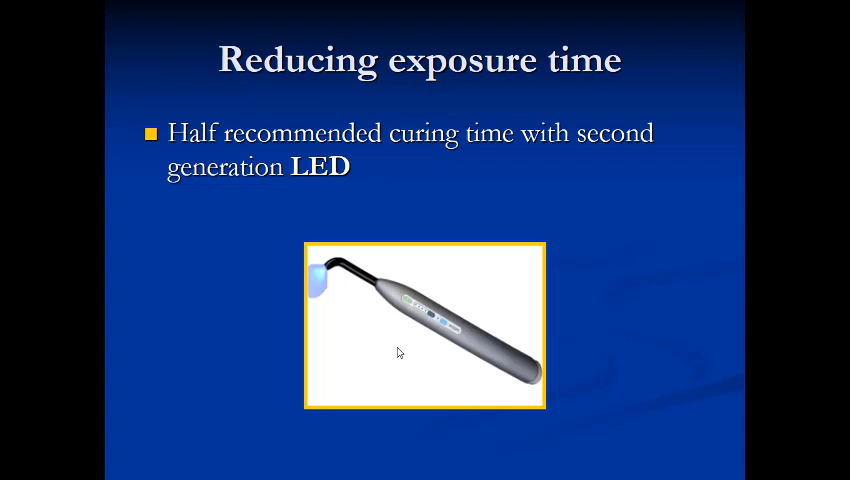 Reducing exposure time
Half recommended curing time with second
generation LED